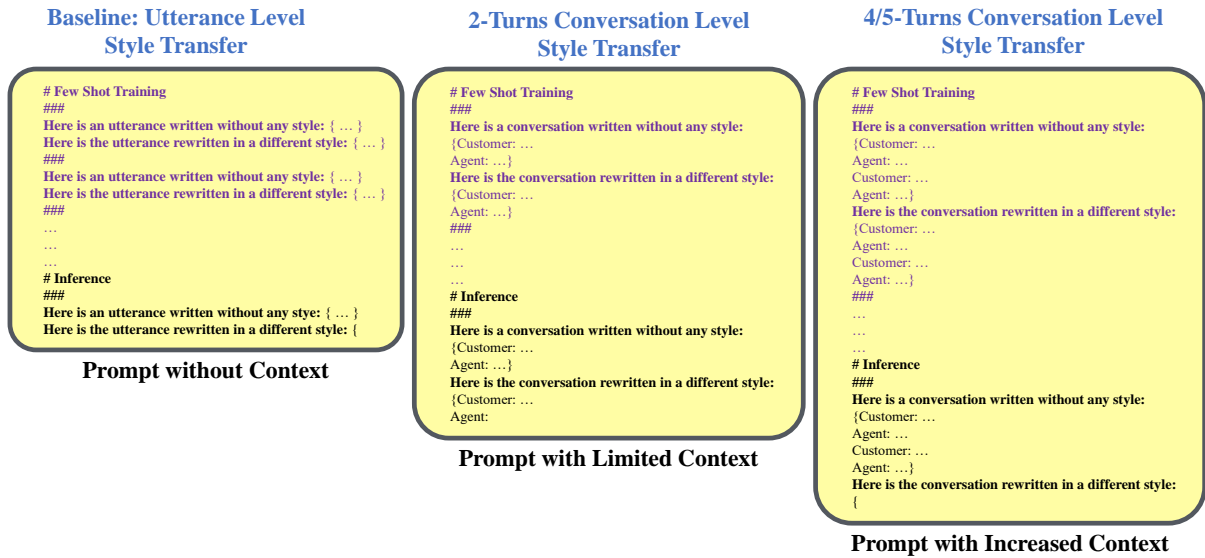 Baseline: Utterance Level
Style Transfer
# Few Shot Training
###
Here is an utterance written without any style: { … }
Here is the utterance rewritten in a different style: { … }
###
Here is an utterance written without any style: { … }
Here is the utterance rewritten in a different style: { … }
###
…
…
…
# Inference
###
Here is an utterance written without any stye: { … }
Here is the utterance rewritten in a different style: {
Prompt without Context
2-Turns Conversation Level
Style Transfer
# Few Shot Training
###
Here is a conversation written without any style:
{Customer: …
Agent: …}
Here is the conversation rewritten in a different style:
{Customer: …
Agent: …}
###
…
…
…
# Inference
###
Here is a conversation written without any style:
{Customer: …
Agent: …}
Here is the conversation rewritten in a different style:
{Customer: …
Agent:
Prompt with Limited Context
4/5-Turns Conversation Level
Style Transfer
# Few Shot Training
###
Here is a conversation written without any style:
{Customer: …
Agent: …
Customer: …
Agent: …}
Here is the conversation rewritten in a different style:
{Customer: …
Agent: …
Customer: …
Agent: …}
###
…
…
…
# Inference
###
Here is a conversation written without any style:
{Customer: …
Agent: …
Customer: …
Agent: …}
Here is the conversation rewritten in a different style:
{
Prompt with Increased Context